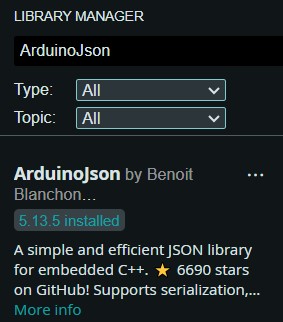 LIBRARY MANAGER
ArduinoJson
Type: All
Topic: All
ArduinoJson by Benoit
Blanchon...
5.13.5 installed
A simple and efficient JSON library
for embedded C++. ⭐ 6690 stars
on GitHub! Supports serialization,...
More info